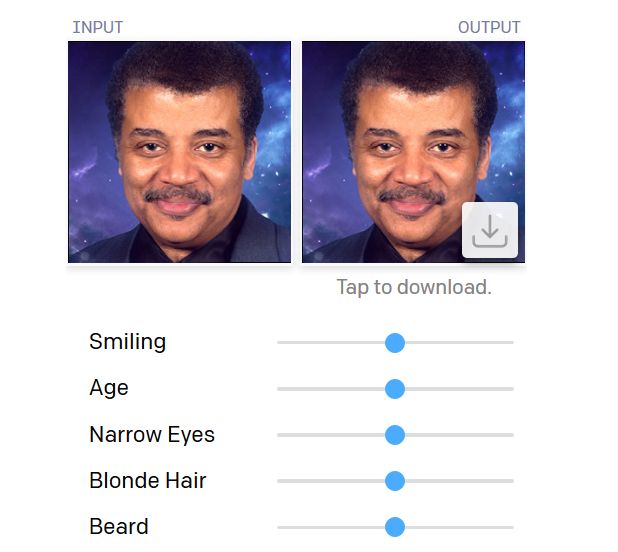 INPUT
OUTPUT
Tap to download.
Smiling
Age
Narrow Eyes
Blonde Hair
Beard